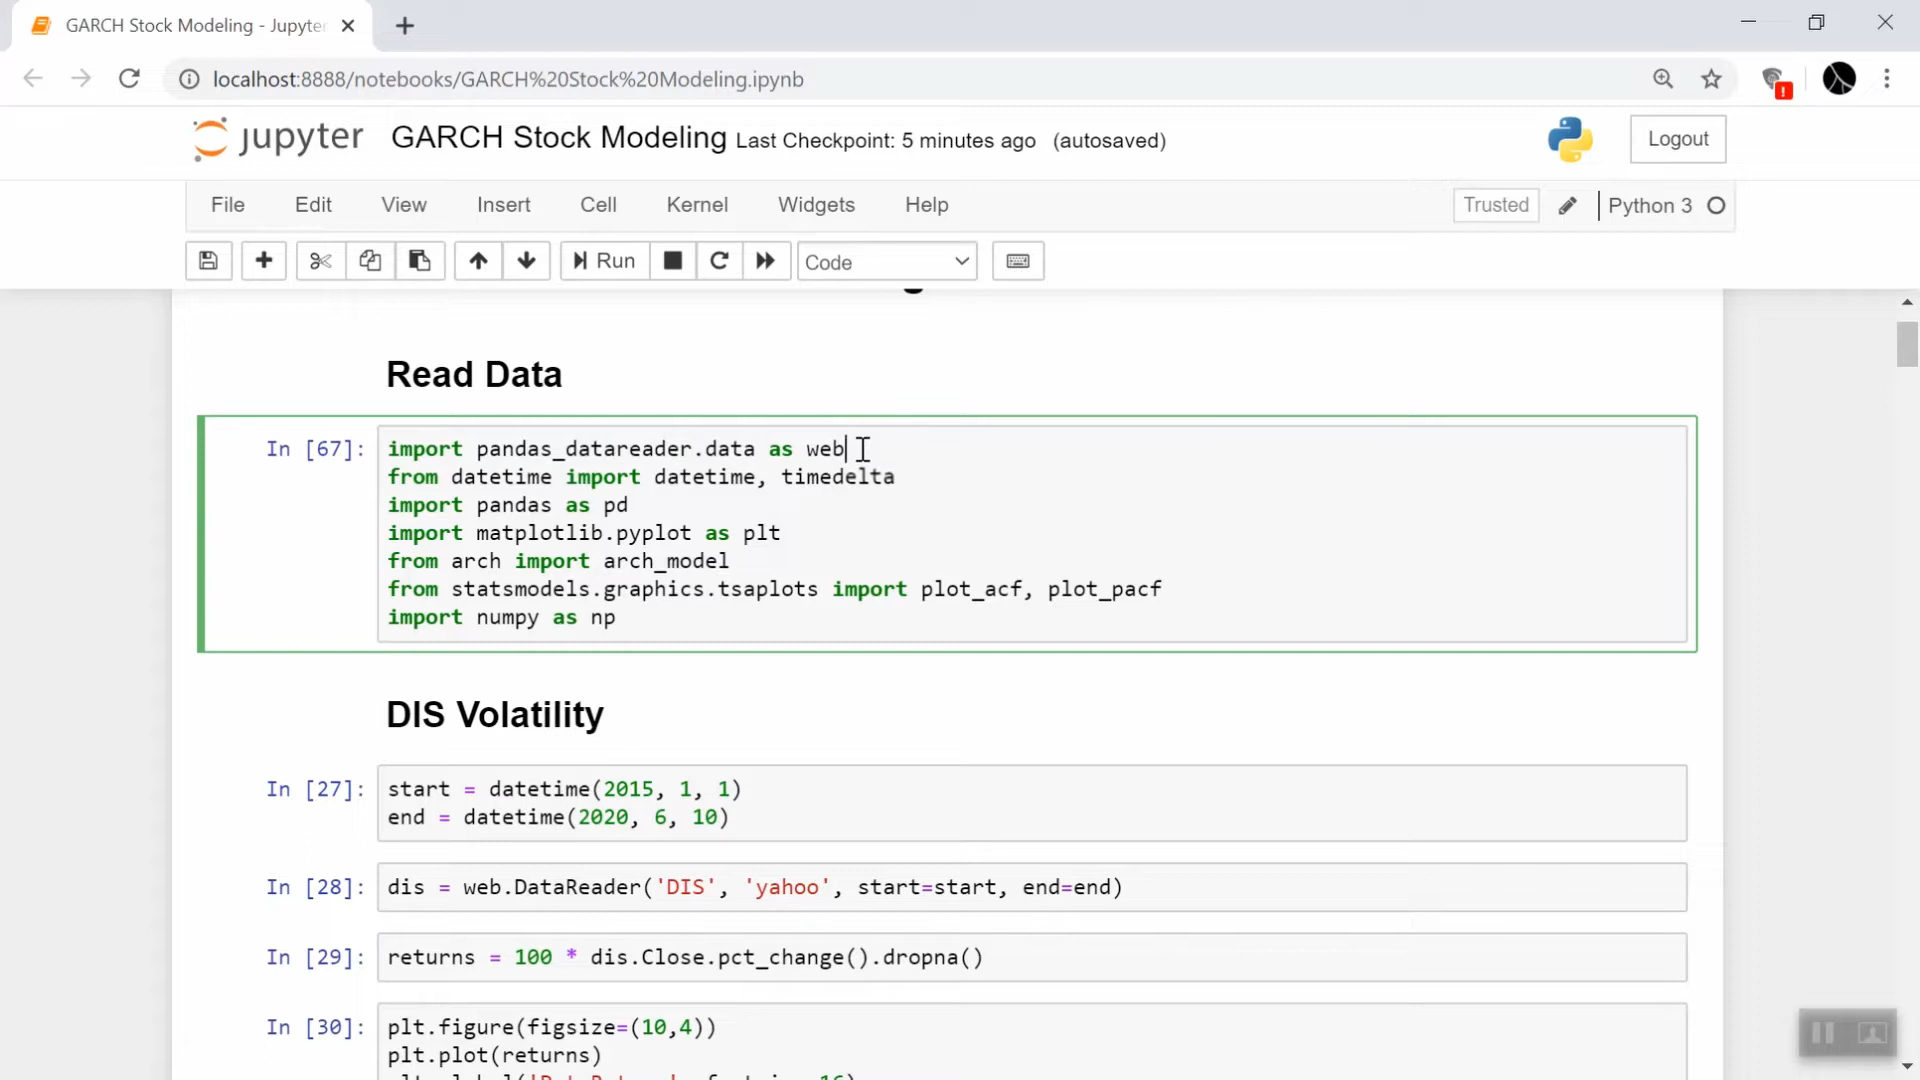 GARCH Stock Modeling - Jupyter
localhost:8888/notebooks/GARCH%20Stock%20Modeling.ipynb
jupyter GARCH Stock Modeling Last Checkpoint: 5 minutes ago (autosaved)
Logout
File Edit View Insert Cell Kernel Widgets Help
Trusted
Python 3
Run
Code
Read Data
In [67]:
import pandas_datareader.data as web
from datetime import datetime, timedelta
import pandas as pd
import matplotlib.pyplot as plt
from arch import arch_model
from statsmodels.graphics.tsaplots import plot_acf, plot_pacf
import numpy as np
DIS Volatility
In [27]:
start = datetime(2015, 1, 1)
end = datetime(2020, 6, 10)
In [28]:
dis = web.DataReader('DIS', 'yahoo', start=start, end=end)
In [29]:
returns = 100 * dis.Close.pct_change().dropna()
In [30]:
plt.figure(figsize=(10,4))
plt.plot(returns)